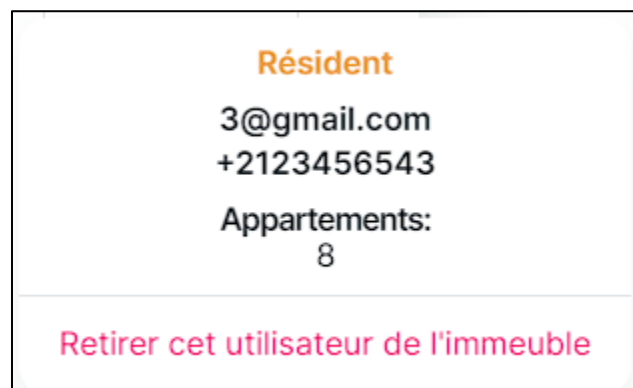 Résident
3@gmail.com
+2123456543
Appartements:
8
Retirer cet utilisateur de l'immeuble